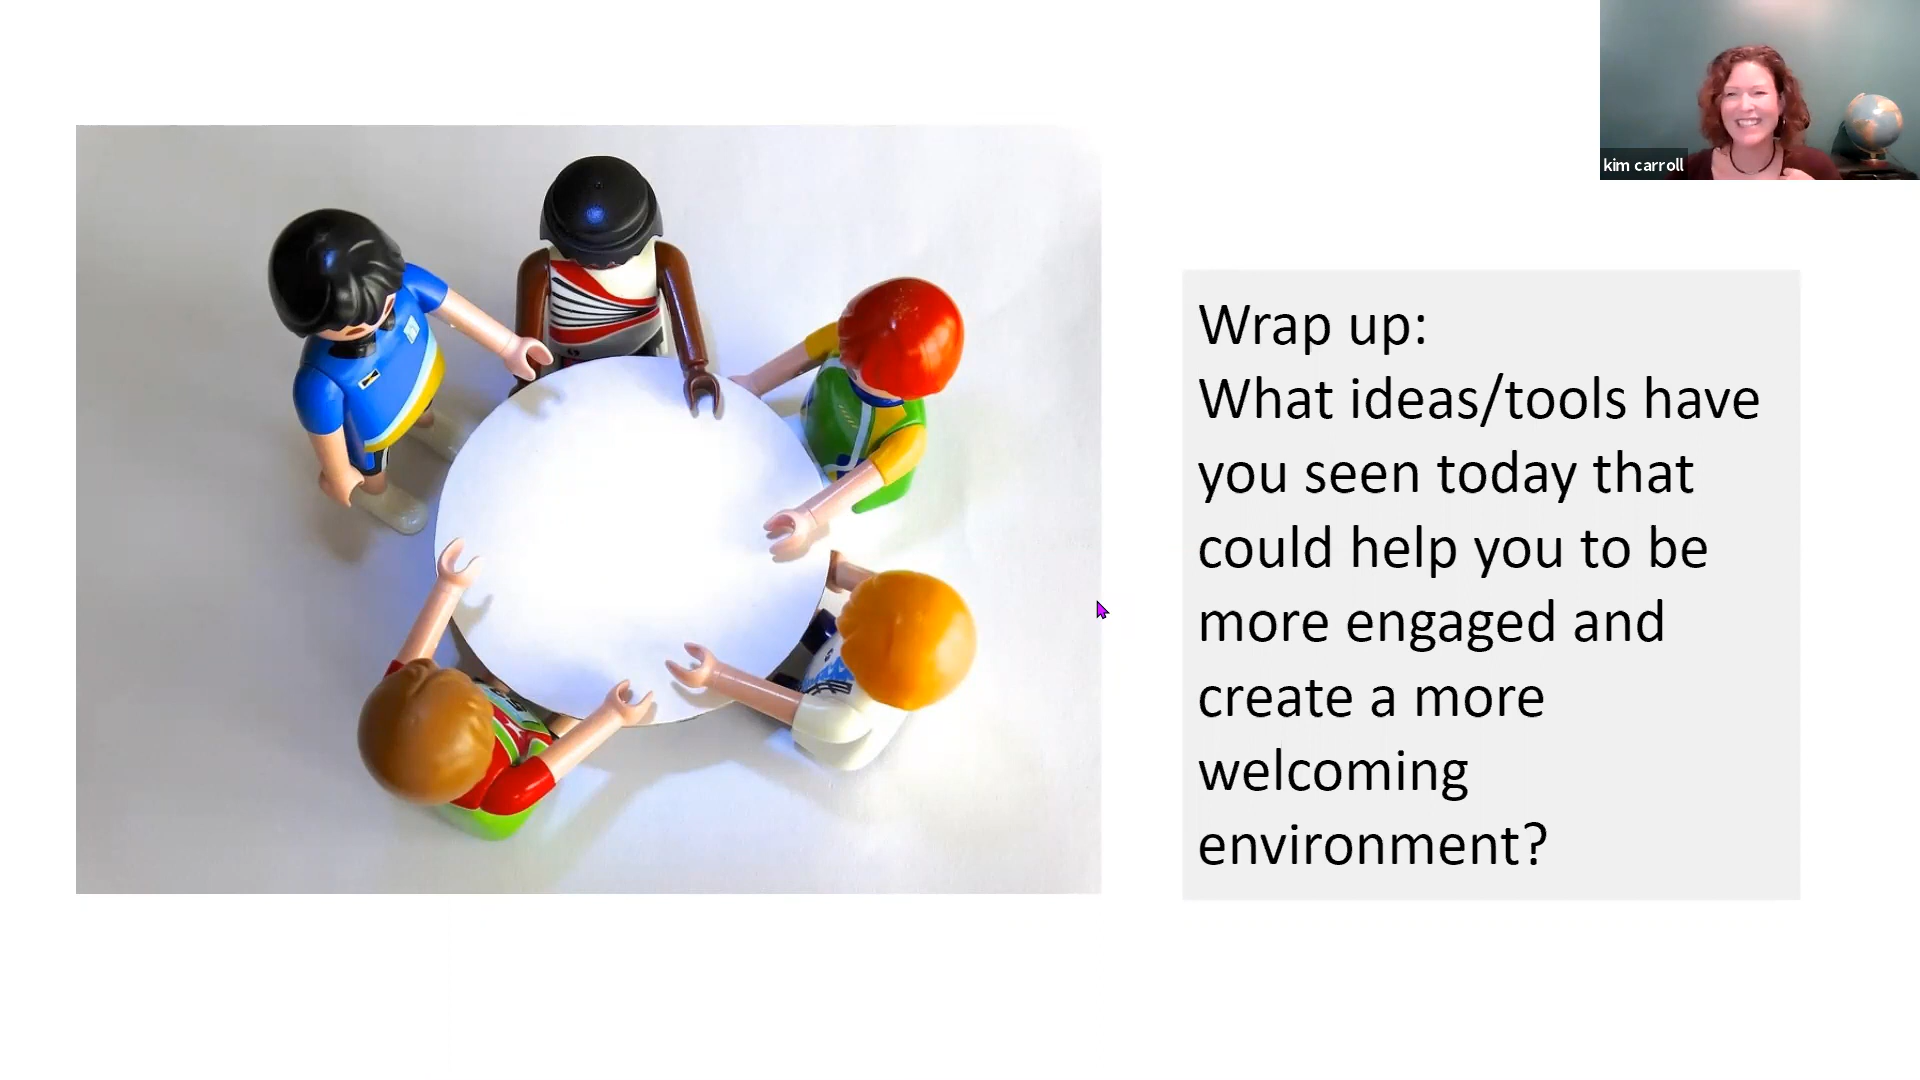 kim carroll
Wrap up:
What ideas/tools have
you seen today that
could help you to be
more engaged and
create a more
welcoming
environment?